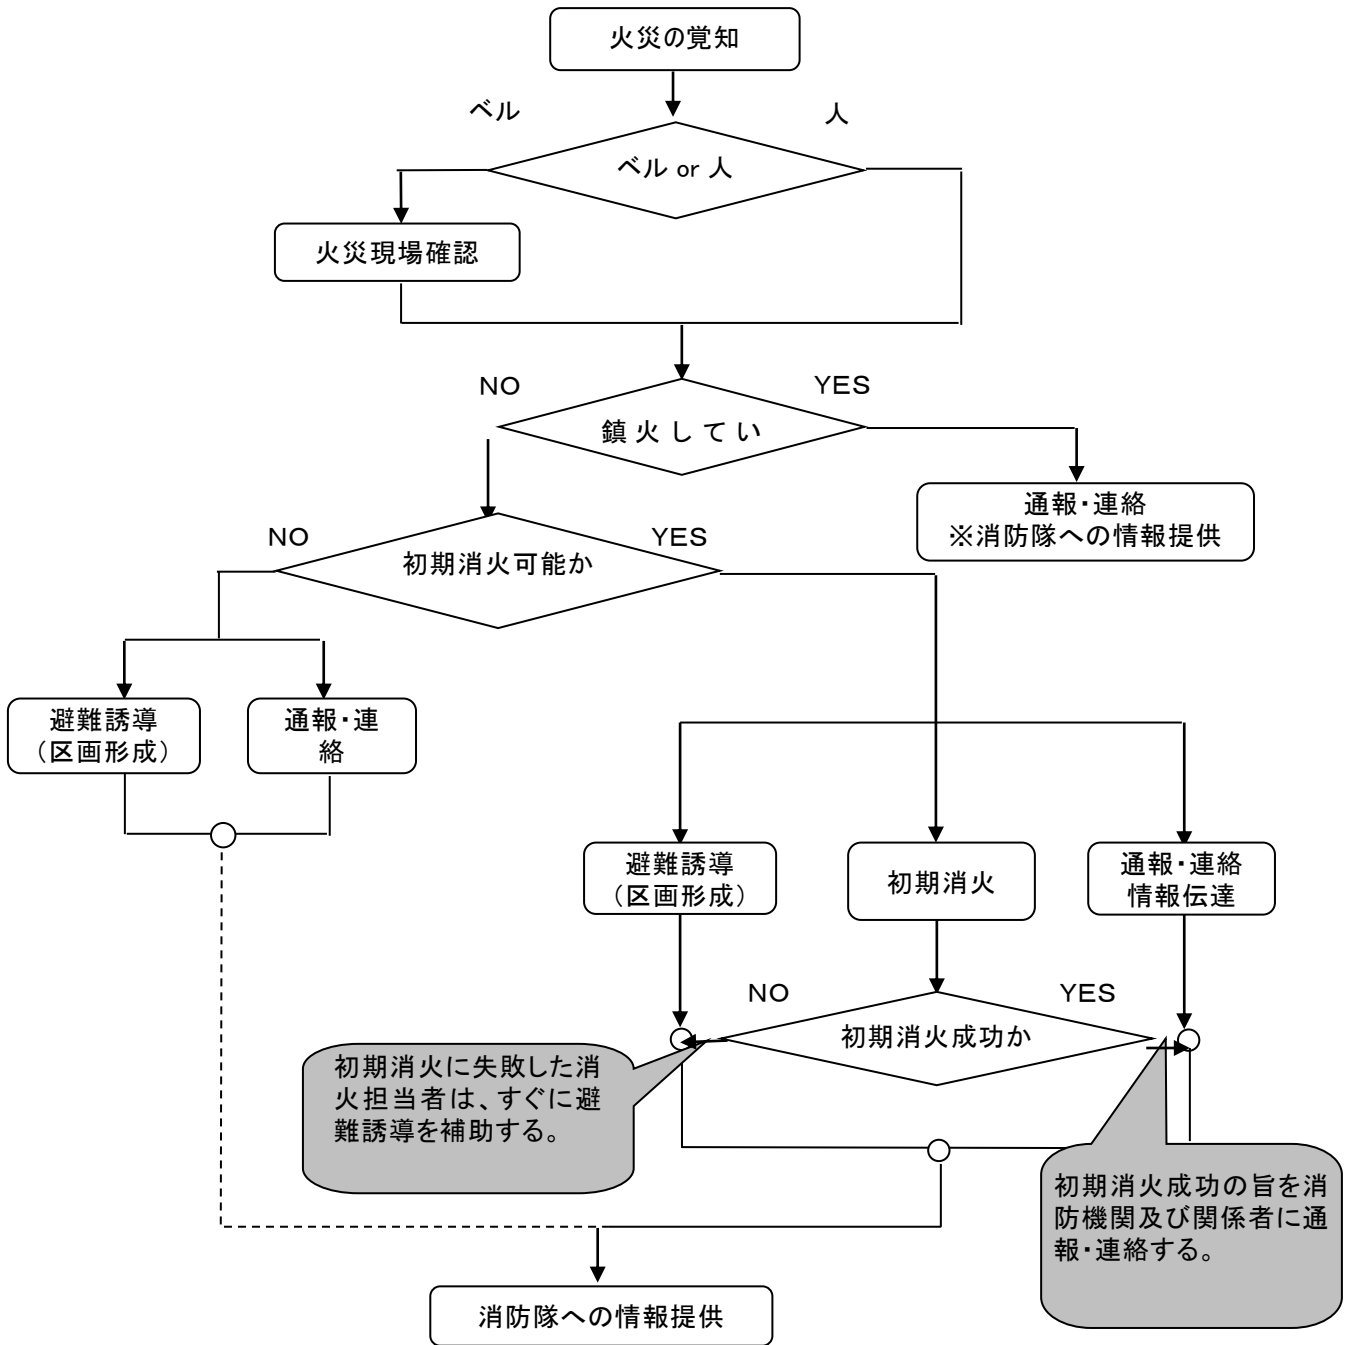 火災の覚知
ベル
人
ベル or 人
火災現場確認
NO
YES
鎮火してい
通報・連絡
※消防隊への情報提供
NO
YES
初期消火可能か
避難誘導
（区画形成）
通報・連
絡
避難誘導
（区画形成）
初期消火
通報・連絡
情報伝達
NO
YES
初期消火成功か
初期消火に失敗した消
火担当者は、すぐに避
難誘導を補助する。
初期消火成功の旨を消
防機関及び関係者に通
報・連絡する。
消防隊への情報提供